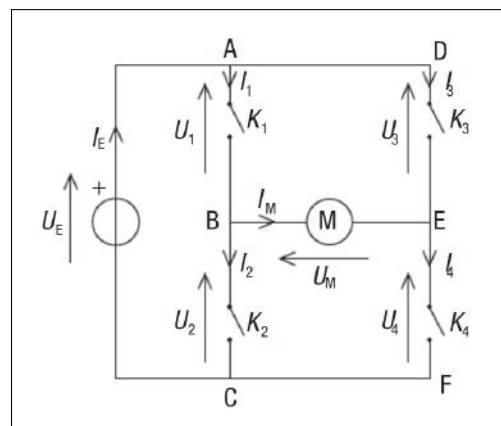 A D
I1 I3
U1 K1 U3 K3
IE
+ IM
UE B M E
I2 I4
UM
U2 K2 U4 K4
C F